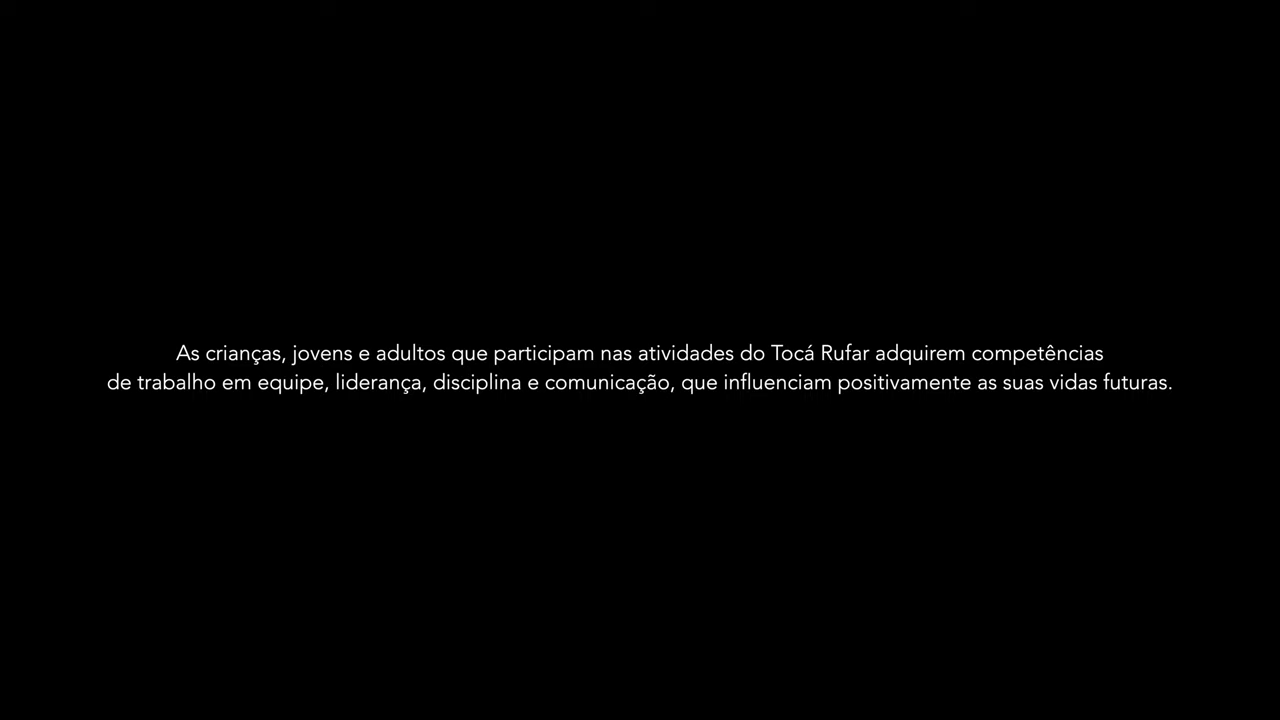 As crianças, jovens e adultos que participam nas atividades do Tocá Rufar adquirem competências
de trabalho em equipe, liderança, disciplina e comunicação, que influenciam positivamente as suas vidas futuras.